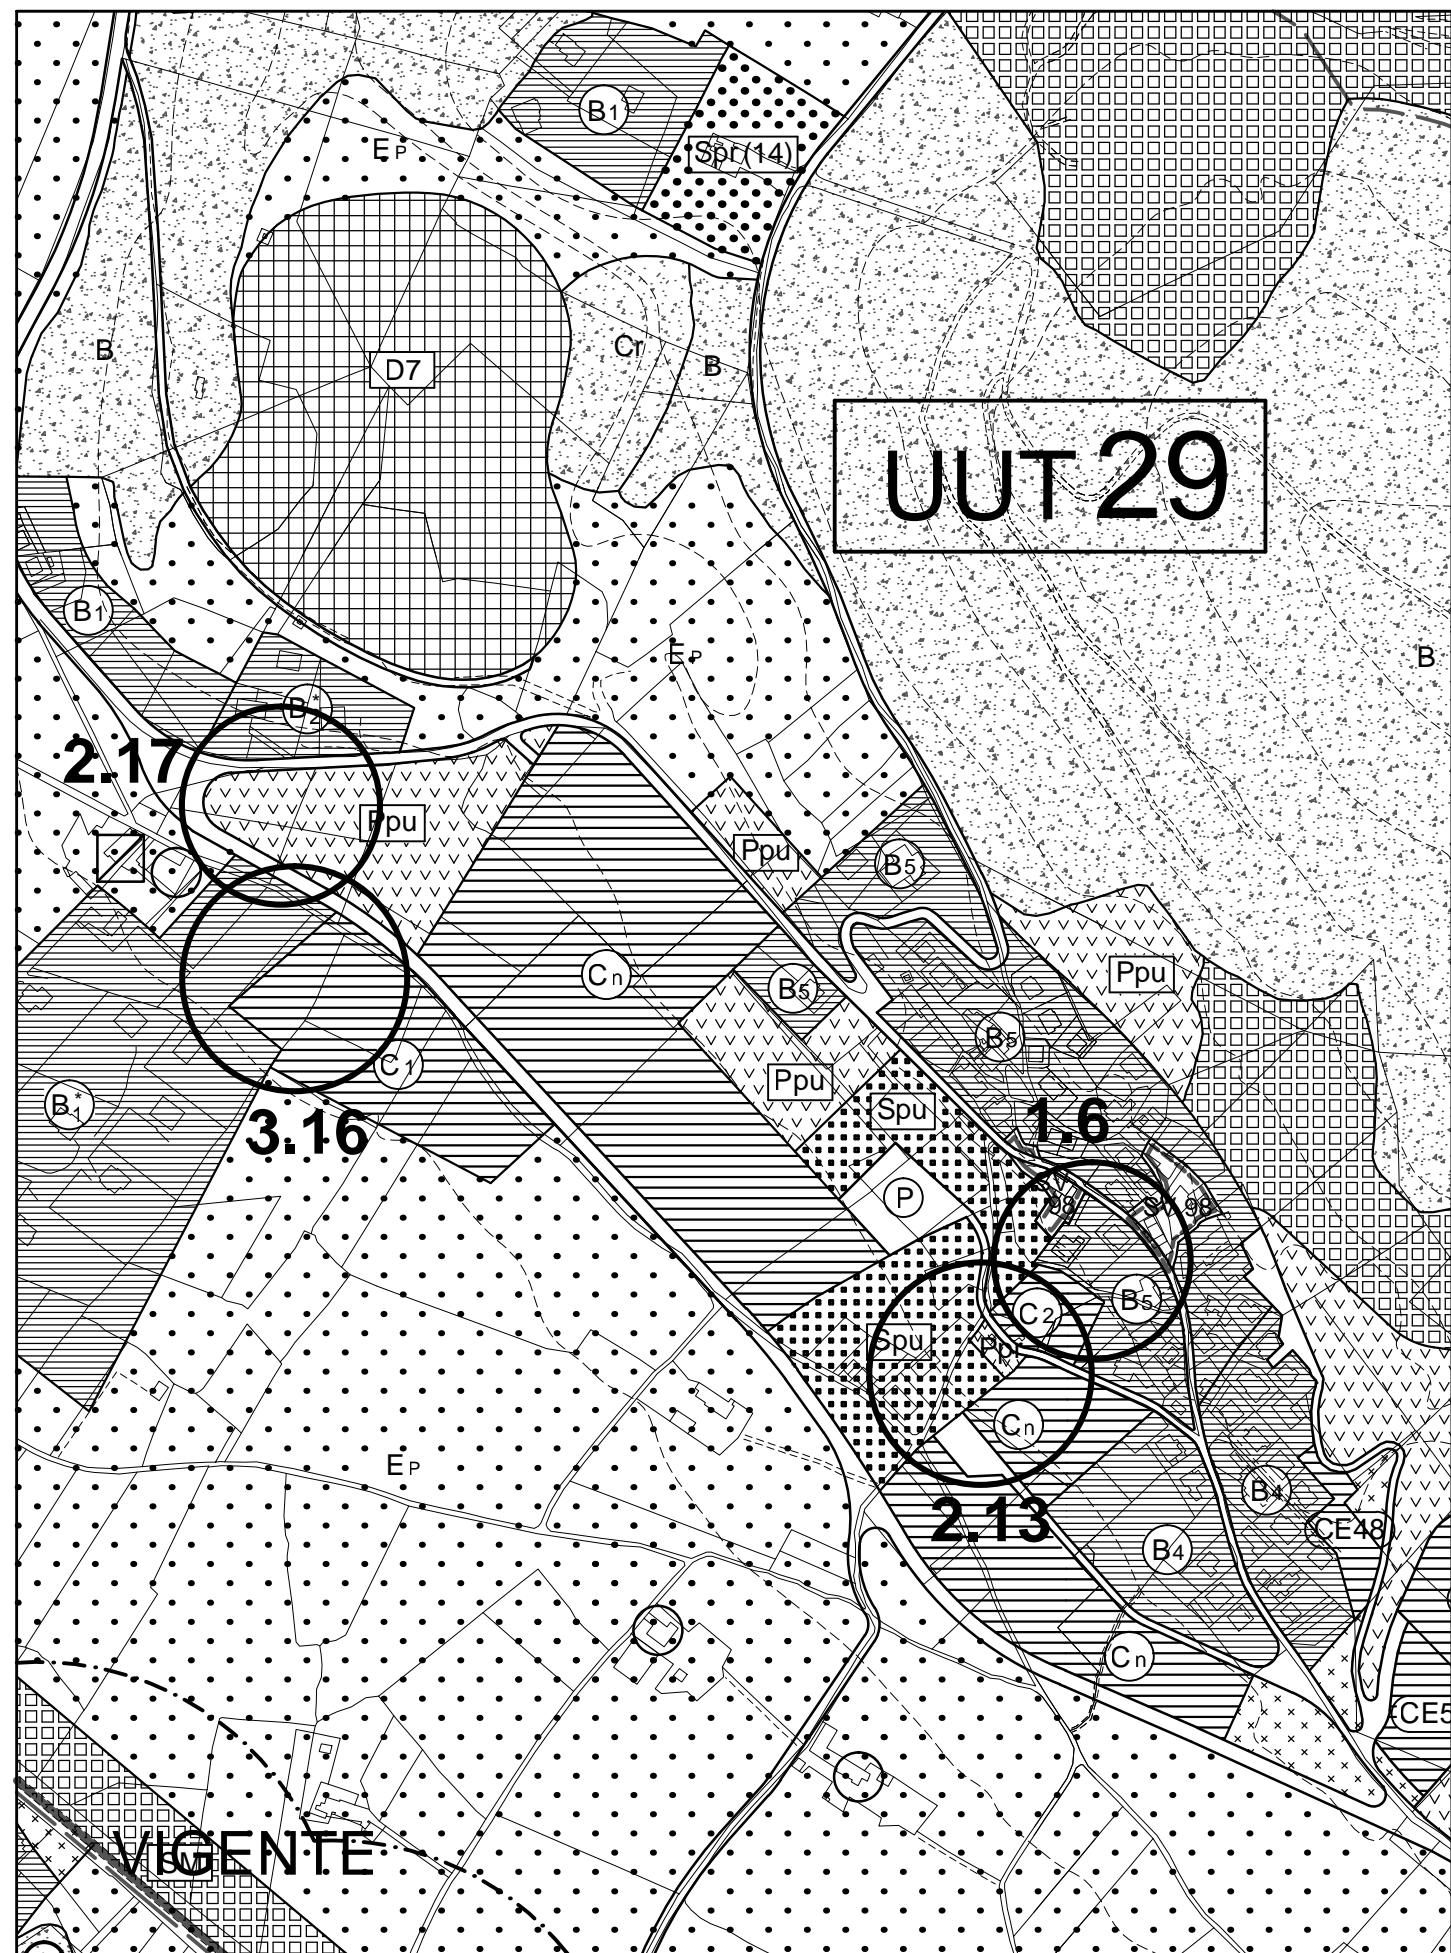 B1
EP
Spr(14)
Cr
B
B
D7
UUT 29
B1
EP
B
B2*
2.17
Ppu
Ppu
B5
Cn
Ppu
B5
B5
C1
Ppu
B1*
Spu
1.6
3.16
P
98
98
C2
B5
Spu
Ppr
Cn
EP
B4
2.13
CE48
B4
Cn
CE5
VIGENTE